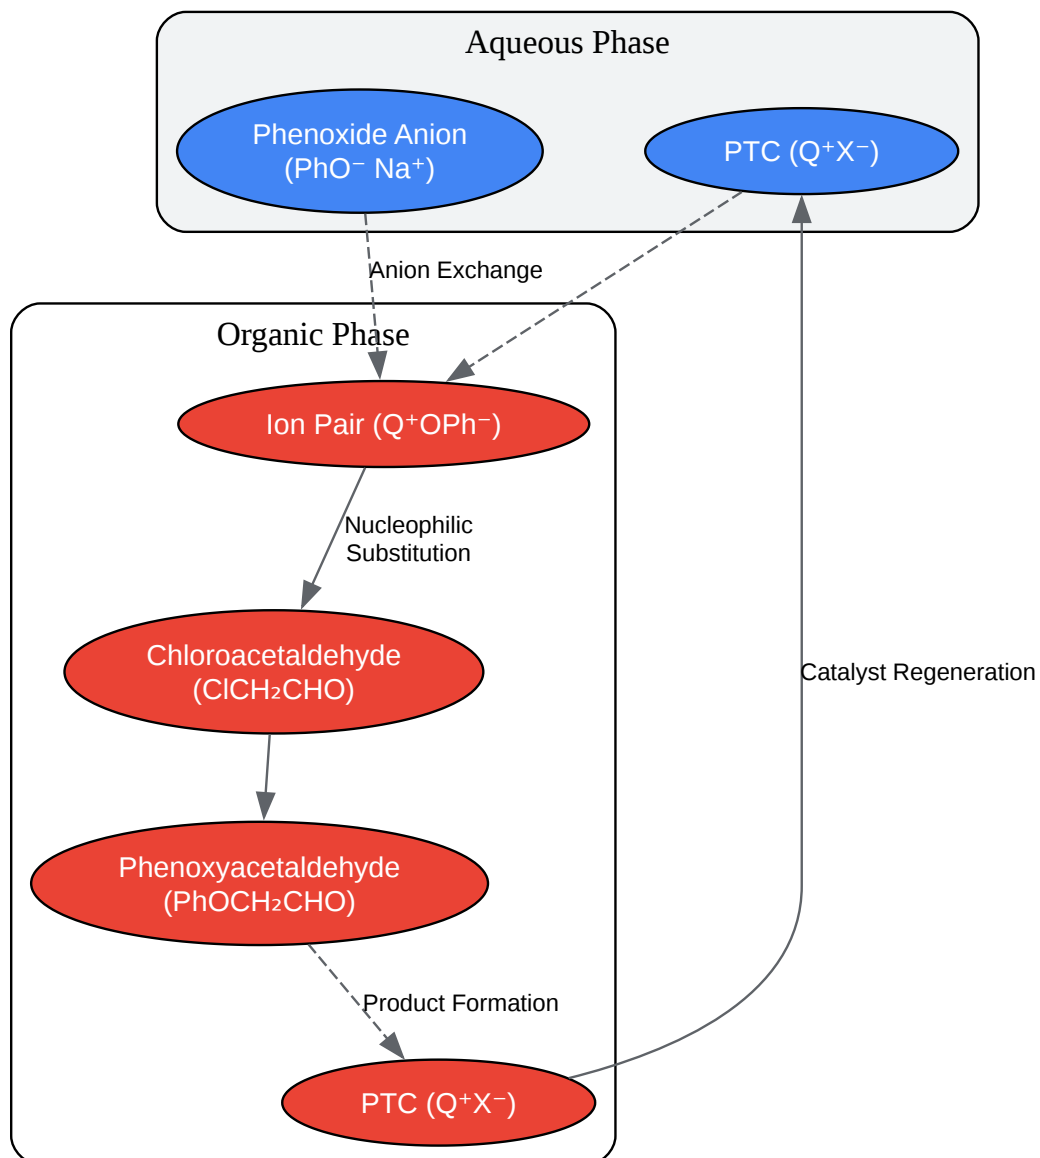 Aqueous Phase
Phenoxide Anion
(PhO⁻ Na⁺)
PTC (Q⁺X⁻)
Anion Exchange
Organic Phase
Ion Pair (Q⁺OPh⁻)
Nucleophilic
Substitution
Chloroacetaldehyde
(ClCH₂CHO)
Catalyst Regeneration
Phenoxyacetaldehyde
(PhOCH₂CHO)
Product Formation
PTC (Q⁺X⁻)